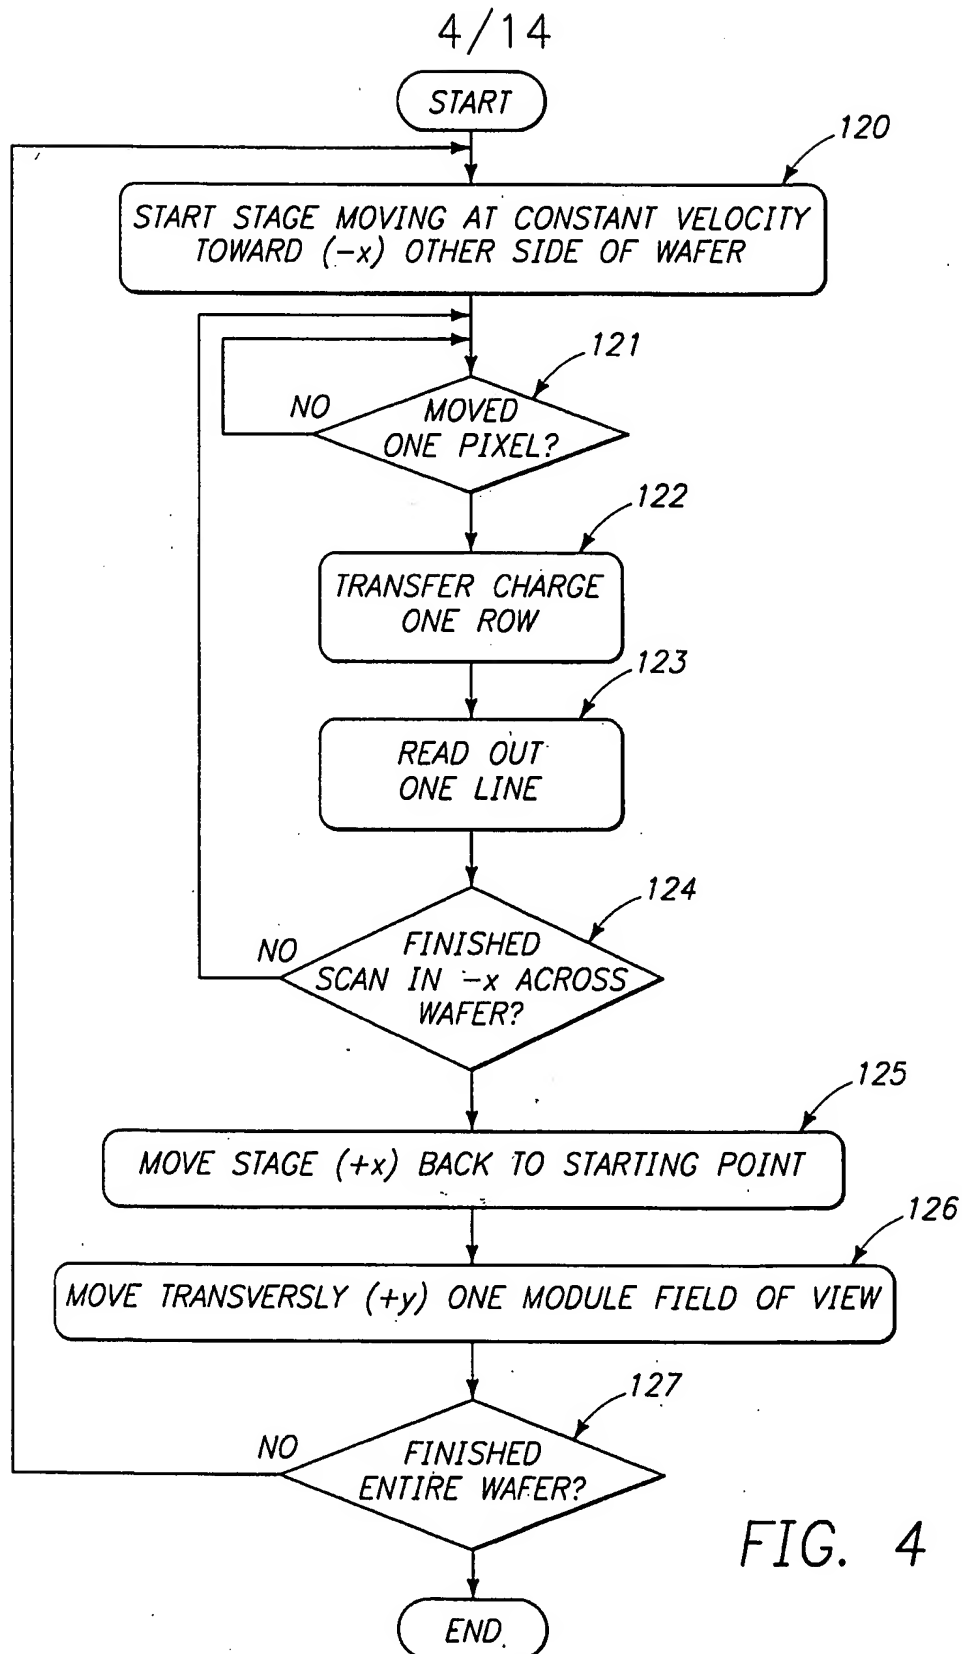 4/14
START
120
START STAGE MOVING AT CONSTANT VELOCITY
TOWARD (-x) OTHER SIDE OF WAFER
121
NO
MOVED
ONE PIXEL?
122
TRANSFER CHARGE
ONE ROW
123
READ OUT
ONE LINE
124
NO
FINISHED
SCAN IN -x ACROSS
WAFER?
125
MOVE STAGE (+x) BACK TO STARTING POINT
126
MOVE TRANSVERSLY (+y) ONE MODULE FIELD OF VIEW
127
NO
FINISHED
ENTIRE WAFER?
FIG. 4
END